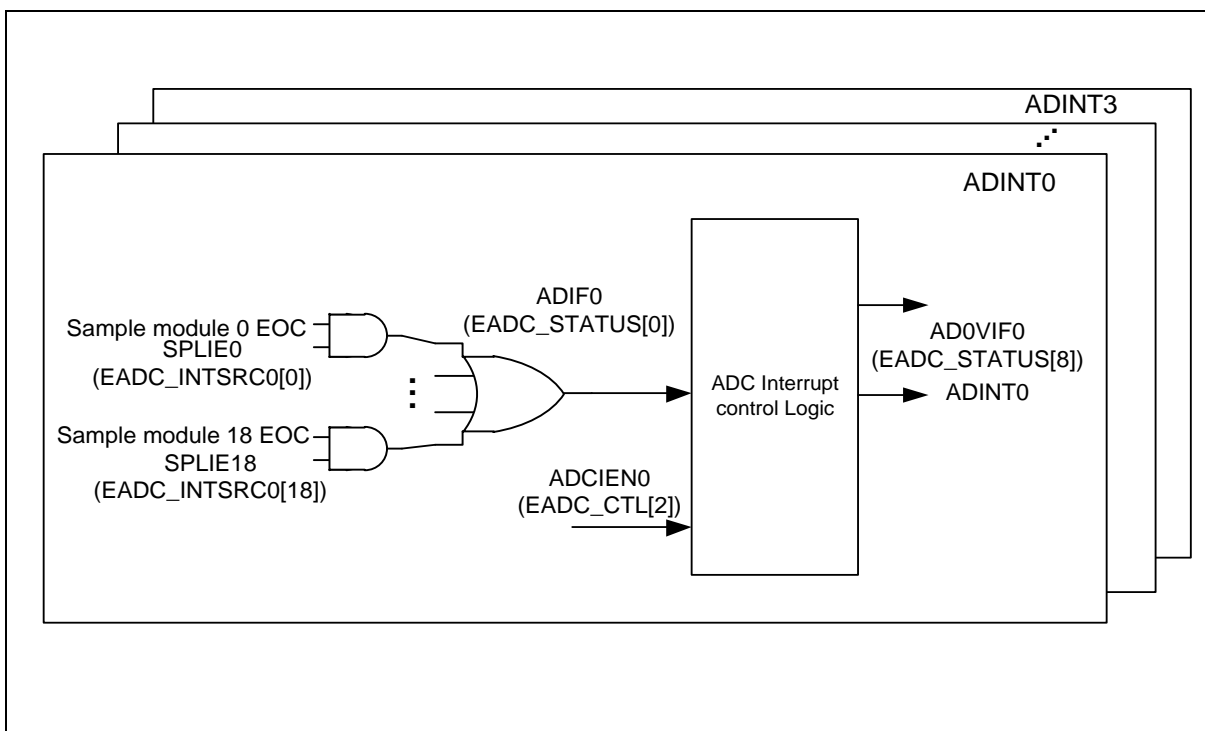 ADINT3
ADINT0
ADIF0
(EADC_STATUS[0])
Sample module 0 EOC
SPLIE0
(EADC_INTSRC0[0])
Sample module 18 EOC
SPLIE18
(EADC_INTSRC0[18])
ADCIEN0
(EADC_CTL[2])
ADC Interrupt
control Logic
AD0VIF0
(EADC_STATUS[8])
ADINT0